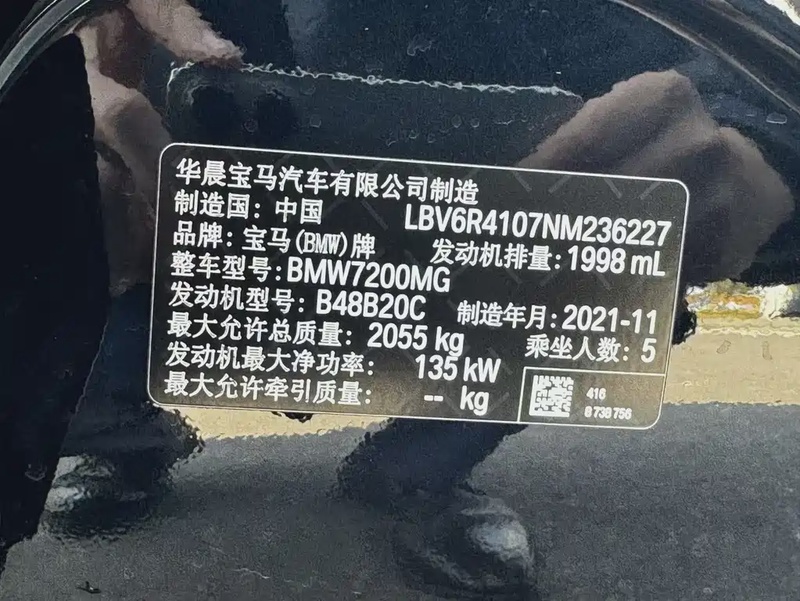 华晨宝马汽车有限公司制造
制造国: 中国 LBV6R4107NM236227
品牌: 宝马(BMW)牌 发动机排量: 1998 mL
整车型号: BMW7200MG
发动机型号: B48B20C 制造年月: 2021-11
最大允许总质量: 2055 kg 乘坐人数: 5
发动机最大净功率: 135 kW
最大允许牵引质量: -- kg
416
8 738 756